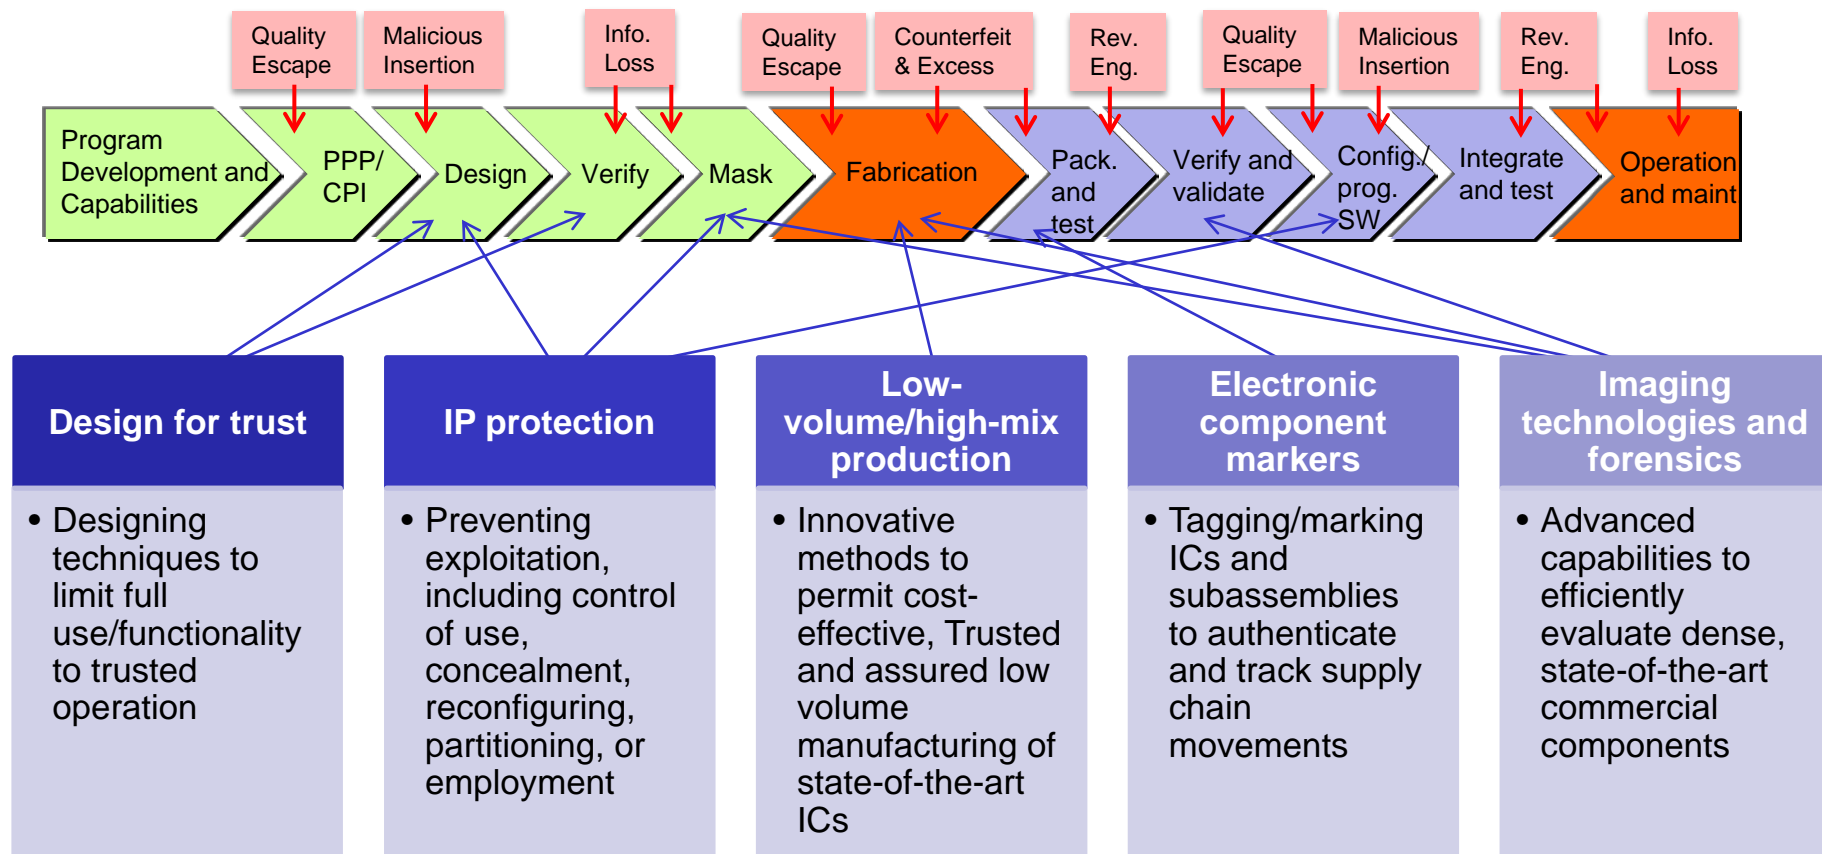 Quality
Escape
Malicious
Insertion
Info.
Loss
Quality
Escape
Counterfeit
& Excess
Rev.
Eng.
Quality
Escape
Malicious
Insertion
Rev.
Eng.
Info.
Loss
Program
Development and
Capabilities
PPP/
CPI
Design
Verify
Mask
Fabrication
Pack.
and
test
Verify and
validate
Config./
prog.
SW
Integrate
and test
Operation
and maint
Design for trust
• Designing
techniques to
limit full
use/functionality
to trusted
operation
IP protection
• Preventing
exploitation,
including control
of use,
concealment,
reconfiguring,
partitioning, or
employment
Low-
volume/high-mix
production
• Innovative
methods to
permit cost-
effective, Trusted
and assured low
volume
manufacturing of
state-of-the-art
ICs
Electronic
component
markers
• Tagging/marking
ICs and
subassemblies
to authenticate
and track supply
chain
movements
Imaging
technologies and
forensics
• Advanced
capabilities to
efficiently
evaluate dense,
state-of-the-art
commercial
components